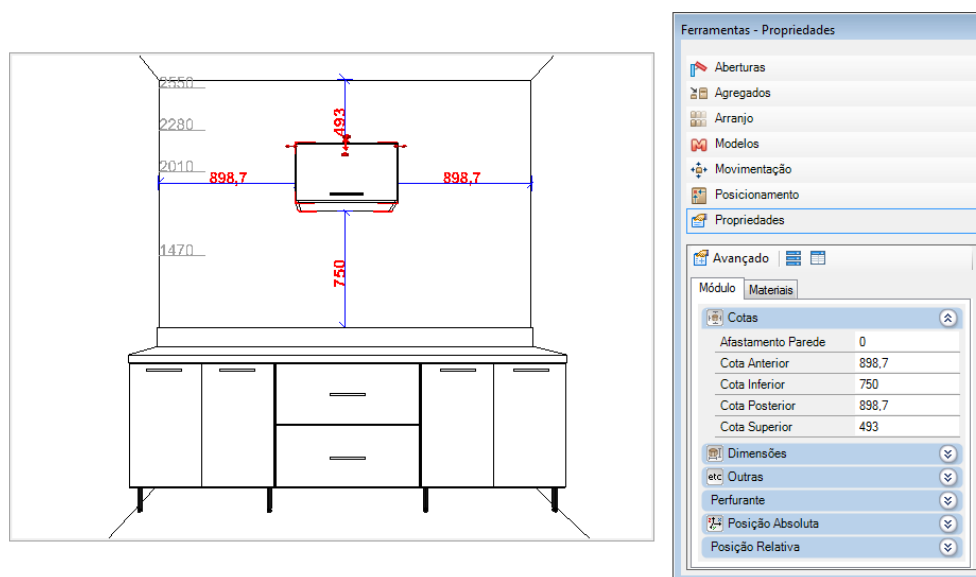 2550
2280
2010
1470
493
898,7
898,7
750
Ferramentas - Propriedades
Aberturas
Agregados
Arranjo
Modelos
Movimentação
Posicionamento
Propriedades
Avançado
Módulo Materiais
Cotas
Afastamento Parede 0
Cota Anterior 898,7
Cota Inferior 750
Cota Posterior 898,7
Cota Superior 493
Dimensões
etc Outras
Perfurante
Posição Absoluta
Posição Relativa